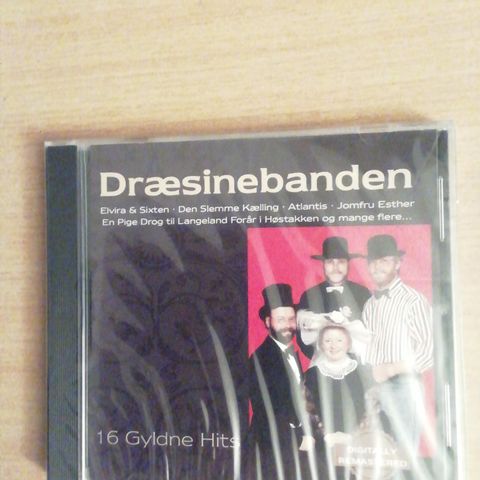 Dræsinebanden
Elvira & Sixten · Den Slemme Kælling · Atlantis · Jomfru Esther
En Pige Drog til Langeland Forår i Høstakken og mange flere...
16 Gyldne Hits
DIGITALLY
REMASTERED